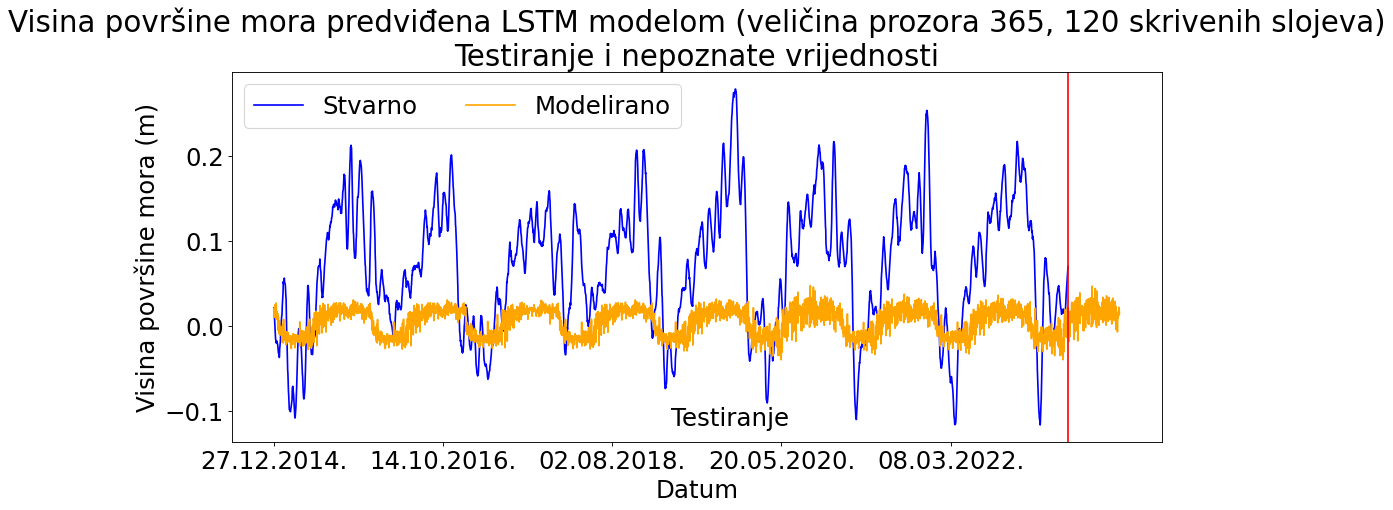 Visina površine mora predviđena LSTM modelom (veličina prozora 365, 120 skrivenih slojeva)
Testiranje i nepoznate vrijednosti
Stvarno Modelirano
Visina površine mora (m)
0.2
0.1
0.0
−0.1
Testiranje
27.12.2014. 14.10.2016. 02.08.2018. 20.05.2020. 08.03.2022.
Datum